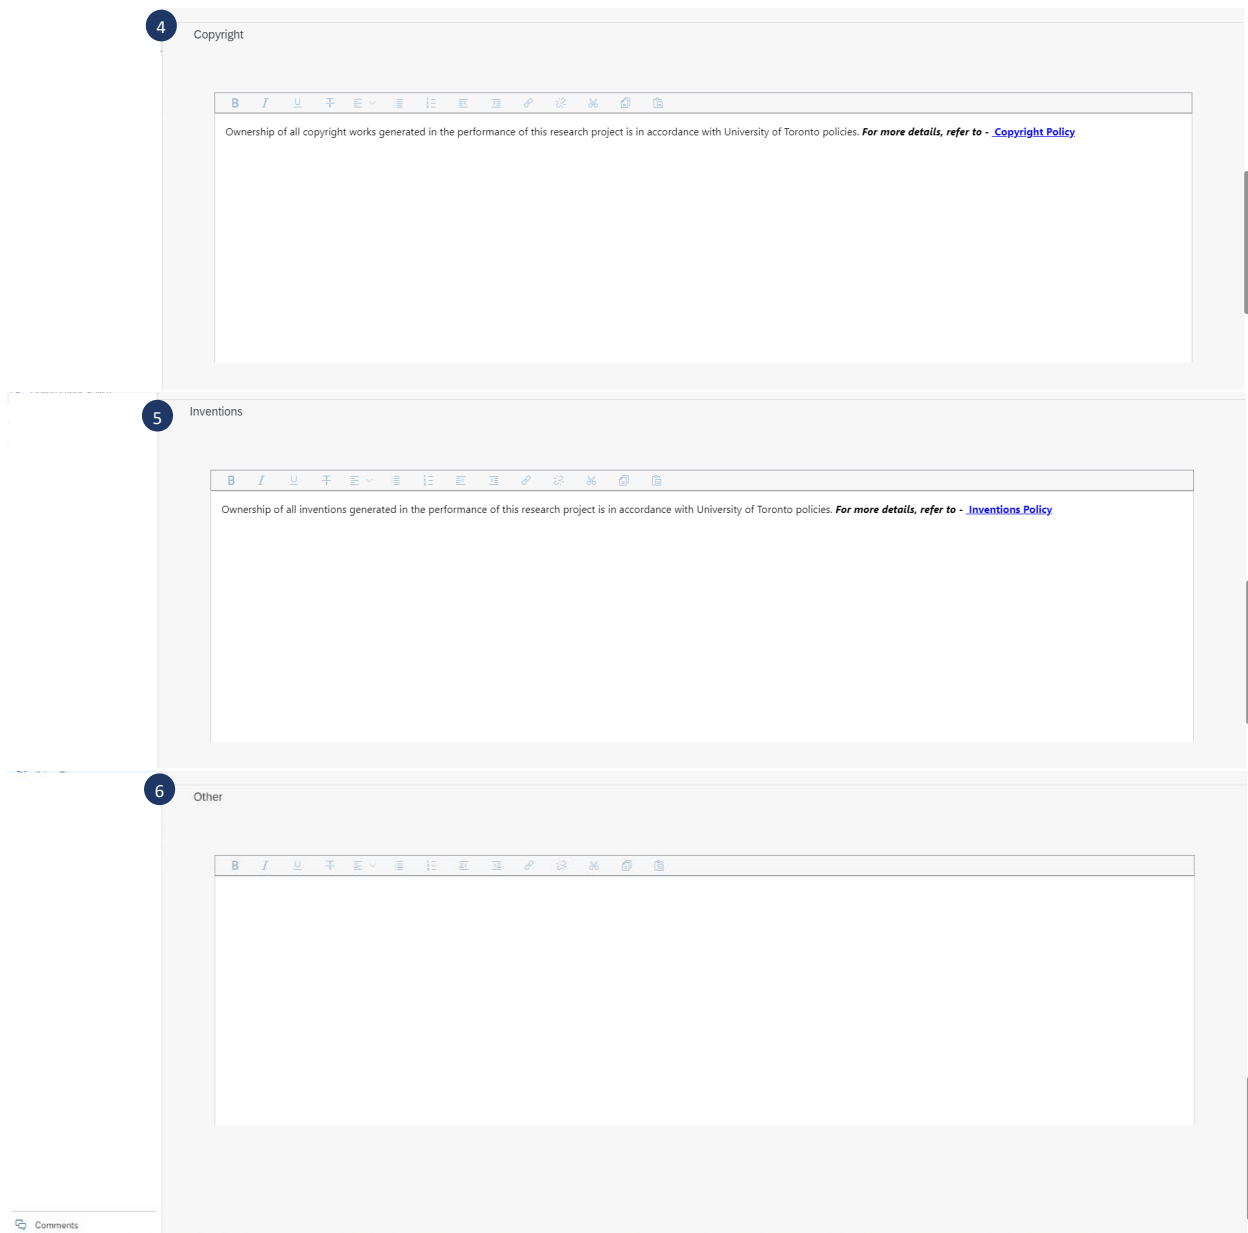 4
Copyright
B I U T
Ownership of all copyright works generated in the performance of this research project is in accordance with University of Toronto policies. For more details, refer to - Copyright Policy
5
Inventions
B I U T
Ownership of all inventions generated in the performance of this research project is in accordance with University of Toronto policies. For more details, refer to - Inventions Policy
6
Other
B I U T
Comments